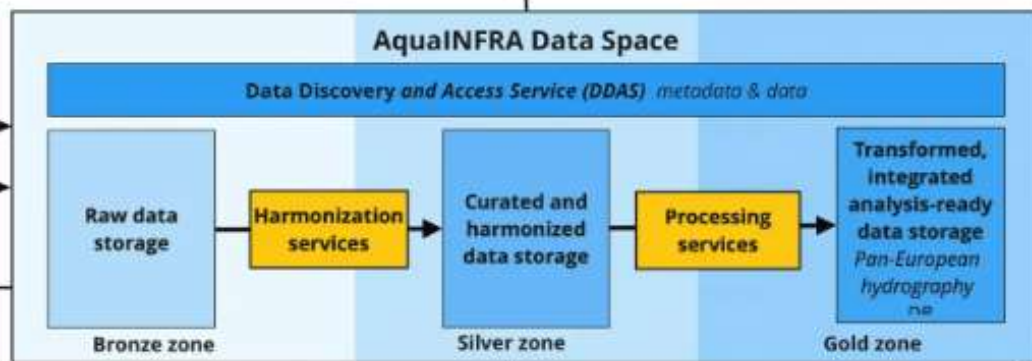 AquaINFRA Data Space
Data Discovery and Access Service (DDAS) metadata & data
Raw data
storage
Harmonization
services
Curated and
harmonized
data storage
Processing
services
Transformed,
integrated
analysis-ready
data storage
Pan-European
hydrography
Bronze zone
Silver zone
Gold zone